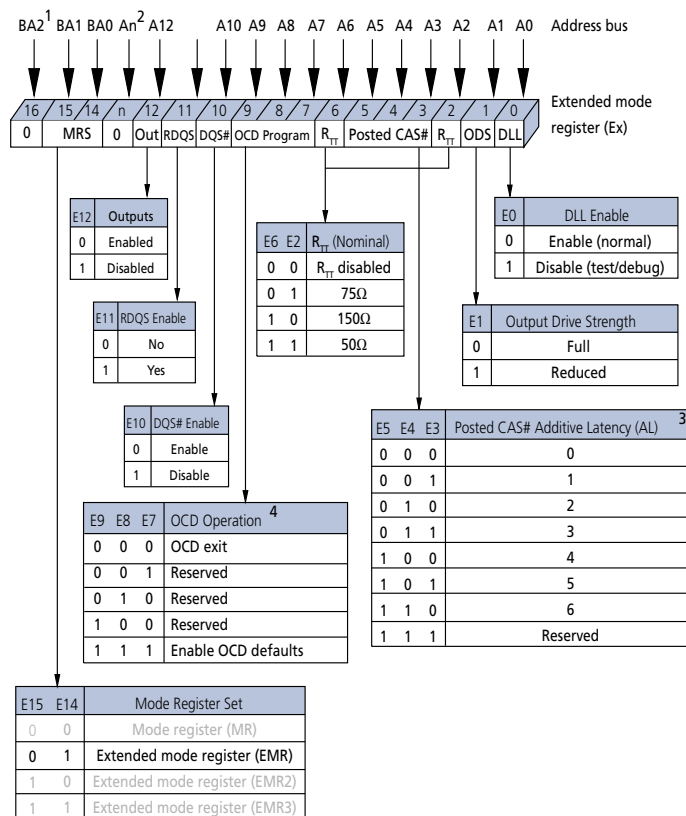 BA2¹ BA1 BA0 An² A12 A10 A9 A8 A7 A6 A5 A4 A3 A2 A1 A0 Address bus
16 15 14 n 12 11 10 9 8 7 6 5 4 3 2 1 0
Extended mode
register (Ex)
0 MRS 0 Out RDQS DQS# OCD Program RTT Posted CAS# RTT ODS DLL
E12 Outputs
0 Enabled
1 Disabled
E6 E2 RTT (Nominal)
0 0 RTT disabled
0 1 75Ω
1 0 150Ω
1 1 50Ω
E0 DLL Enable
0 Enable (normal)
1 Disable (test/debug)
E11 RDQS Enable
0 No
1 Yes
E1 Output Drive Strength
0 Full
1 Reduced
E10 DQS# Enable
0 Enable
1 Disable
E5 E4 E3 Posted CAS# Additive Latency (AL) 3
0 0 0 0
0 0 1 1
0 1 0 2
0 1 1 3
1 0 0 4
1 0 1 5
1 1 0 6
1 1 1 Reserved
E9 E8 E7 OCD Operation 4
0 0 0 OCD exit
0 0 1 Reserved
0 1 0 Reserved
1 0 0 Reserved
1 1 1 Enable OCD defaults
E15 E14 Mode Register Set
0 0 Mode register (MR)
0 1 Extended mode register (EMR)
1 0 Extended mode register (EMR2)
1 1 Extended mode register (EMR3)